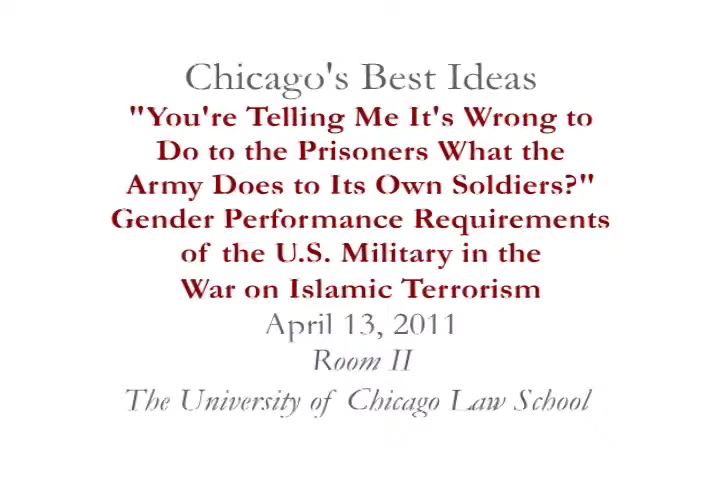 Chicago's Best Ideas
"You're Telling Me It's Wrong to
Do to the Prisoners What the
Army Does to Its Own Soldiers?"
Gender Performance Requirements
of the U.S. Military in the
War on Islamic Terrorism
April 13, 2011
Room II
The University of Chicago Law School